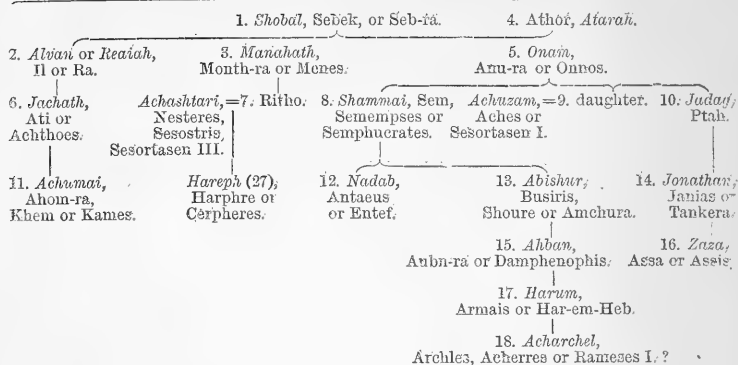 1. Shobal, Sebek, or Seb-ra. 4. Athor, Atarah.
2. Alvan or Reaiah, 3. Manahath, 5. Onam,
Il or Ra. Month-ra or Menes. Anu-ra or Onnos.
6. Jachath, Achashtari,=7. Ritho. 8. Shammai, Sem, Achuzam,=9. daughter. 10. Jadag,
Ati or Nesteres, Semempses or Aches or Ptah.
Achthoes. Sesostris, Semphucrates. Sesortasen I.
Sesortasen III.
11. Achumai, Hareph (27), 12. Nadab, 13. Abishur, 14. Jonathan,
Ahom-ra, Harphre or Antaeus Busiris, Janias or
Khem or Kames. Cerpheres. or Entef. Shoure or Amchura. Tankera.
15. Ahban, 16. Zaza,
Aubn-ra or Damphenophis. Assa or Assis.
17. Harum,
Armais or Har-em-Heb.
18. Acharchel,
Archles, Acherres or Rameses I. ?